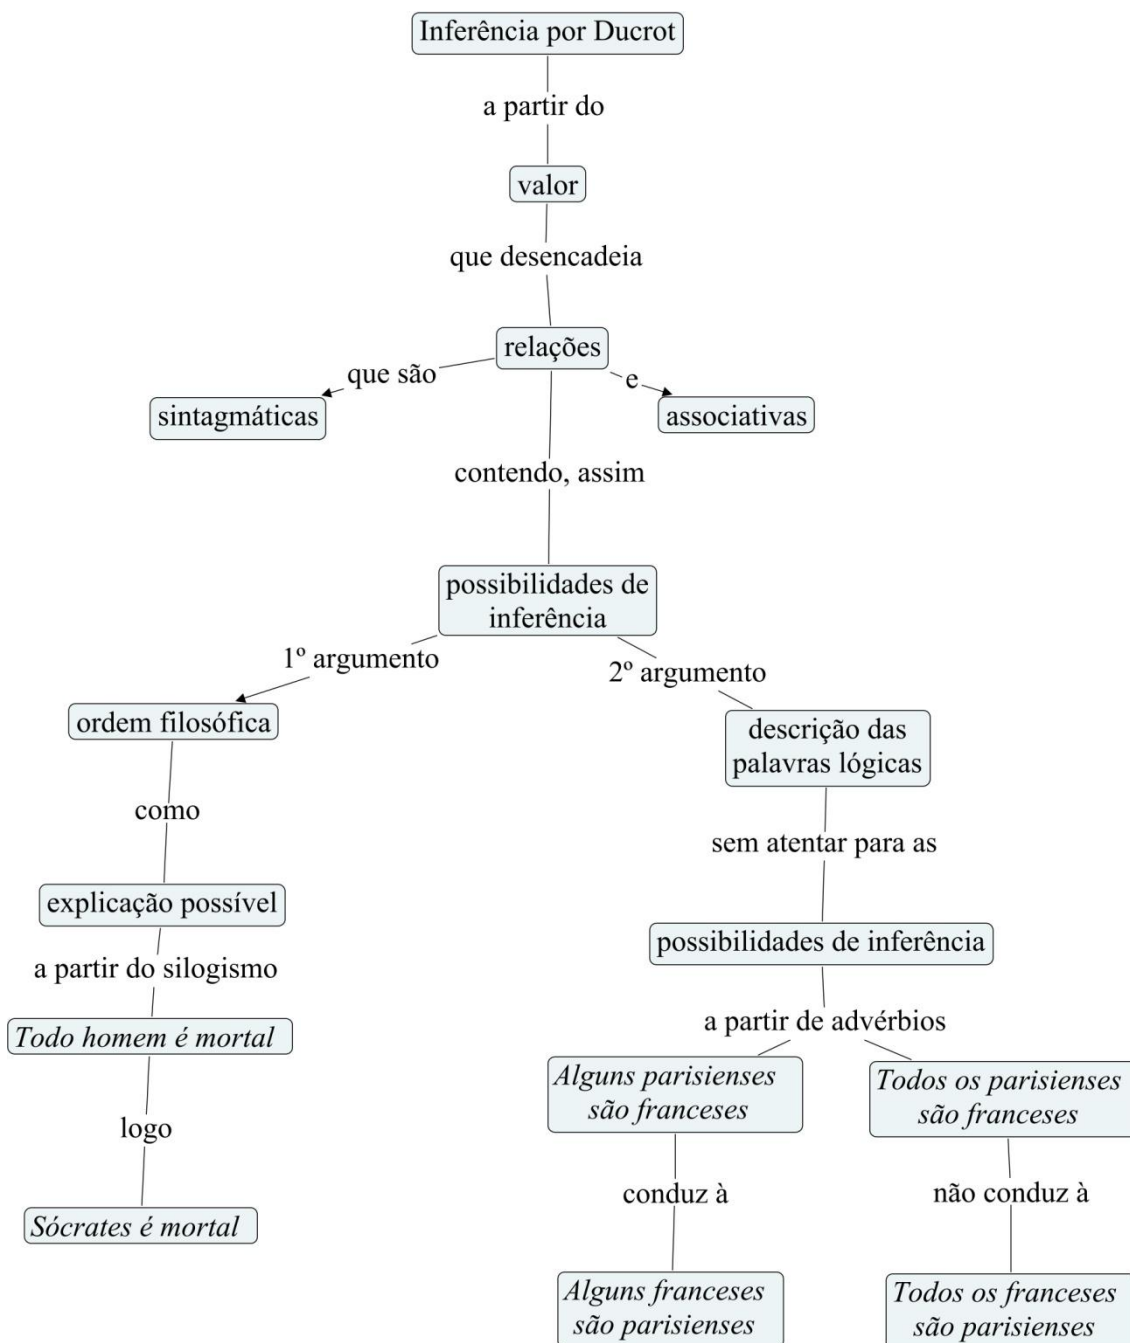 Inferência por Ducrot
a partir do
valor
que desencadeia
relações
que são
e
sintagmáticas
associativas
contendo, assim
possibilidades de
inferência
1º argumento
2º argumento
ordem filosófica
descrição das
palavras lógicas
como
sem atentar para as
explicação possível
possibilidades de inferência
a partir do silogismo
a partir de advérbios
Todo homem é mortal
Alguns parisienses
são franceses
Todos os parisienses
são franceses
logo
conduz à
não conduz à
Sócrates é mortal
Alguns franceses
são parisienses
Todos os franceses
são parisienses